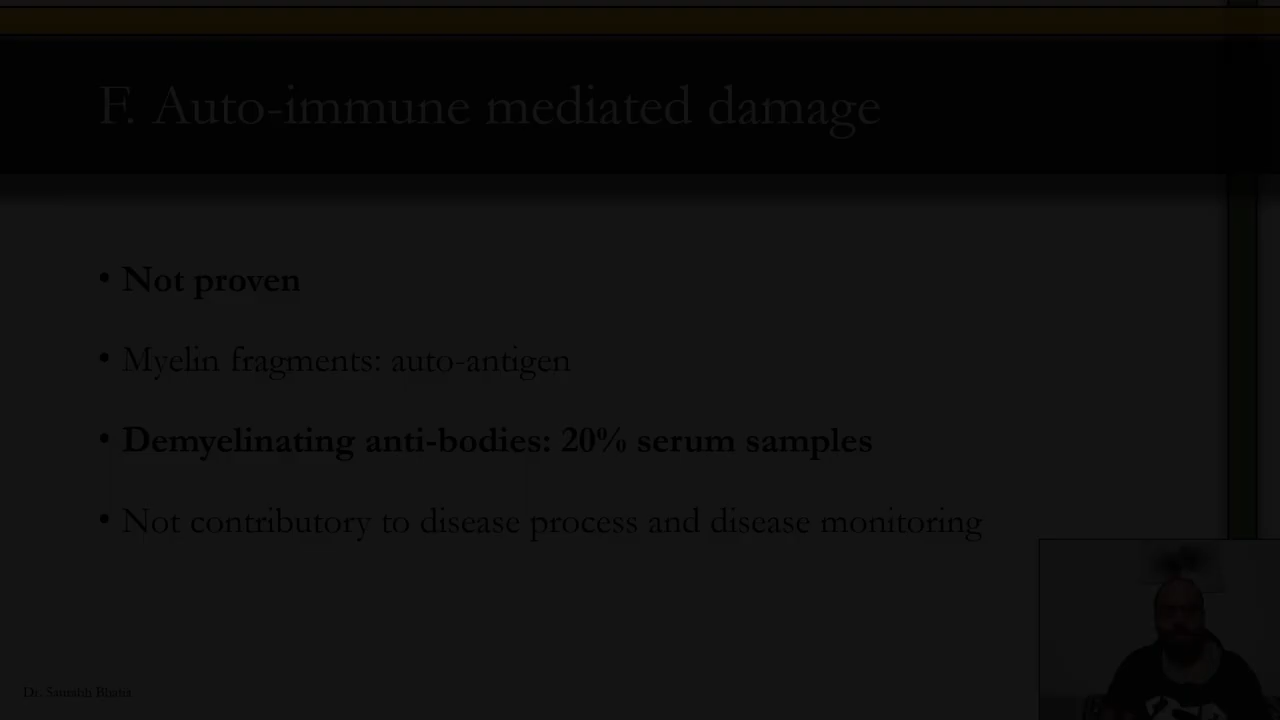 F. Auto-immune mediated damage
• Not proven
• Myelin fragments: auto-antigen
• Demyelinating anti-bodies: 20% serum samples
• Not contributory to disease process and disease monitoring
Dr. Saurabh Bhatia